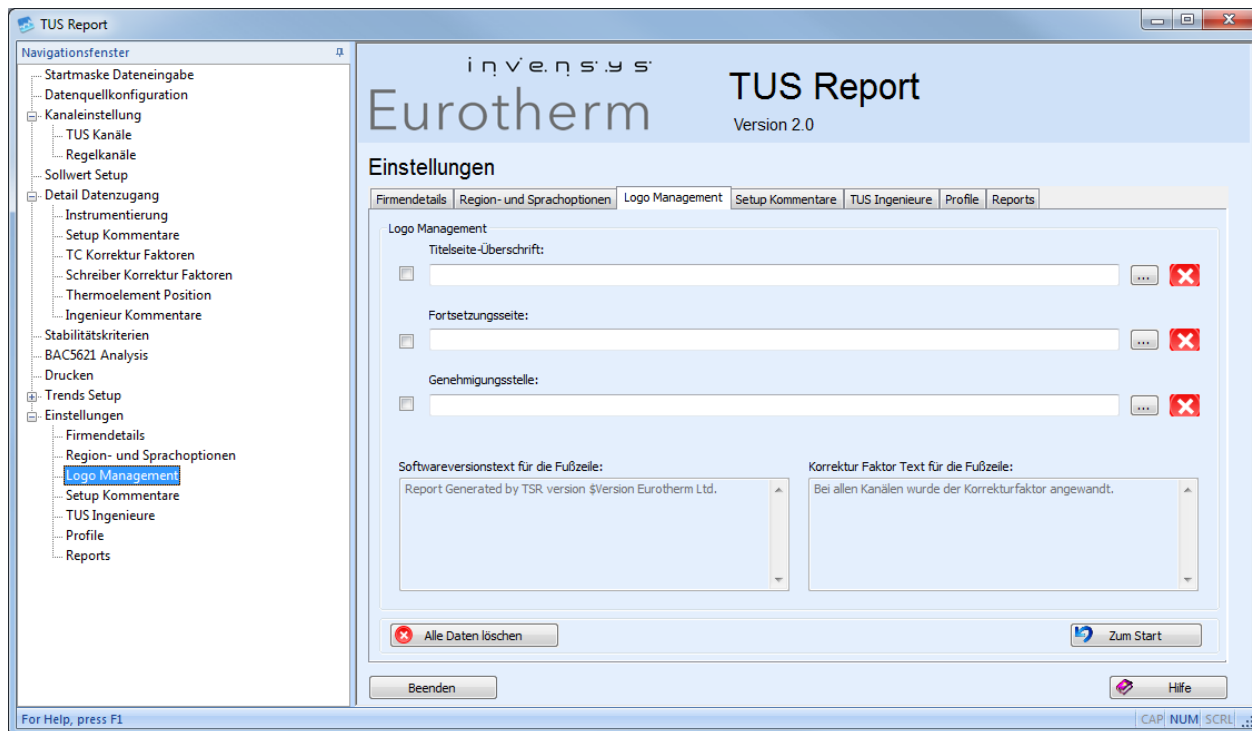 TUS Report
Navigationsfenster
Startmaske Dateneingabe
Datenquellkonfiguration
Kanaleinstellung
TUS Kanäle
Regelkanäle
Sollwert Setup
Detail Datenzugang
Instrumentierung
Setup Kommentare
TC Korrektur Faktoren
Schreiber Korrektur Faktoren
Thermoelement Position
Ingenieur Kommentare
Stabilitätskriterien
BAC5621 Analysis
Drucken
Trends Setup
Einstellungen
Firmendetails
Region- und Sprachoptionen
Logo Management
Setup Kommentare
TUS Ingenieure
Profile
Reports
invensys
Eurotherm
TUS Report
Version 2.0
Einstellungen
Firmendetails Region- und Sprachoptionen Logo Management Setup Kommentare TUS Ingenieure Profile Reports
Logo Management
Titelseite-Überschrift:
...
Fortsetzungsseite:
...
Genehmigungsstelle:
...
Softwareversionstext für die Fußzeile:
Report Generated by TSR version $Version Eurotherm Ltd.
Korrektur Faktor Text für die Fußzeile:
Bei allen Kanälen wurde der Korrekturfaktor angewandt.
Alle Daten löschen
Zum Start
Beenden
Hilfe
For Help, press F1
CAP NUM SCRL